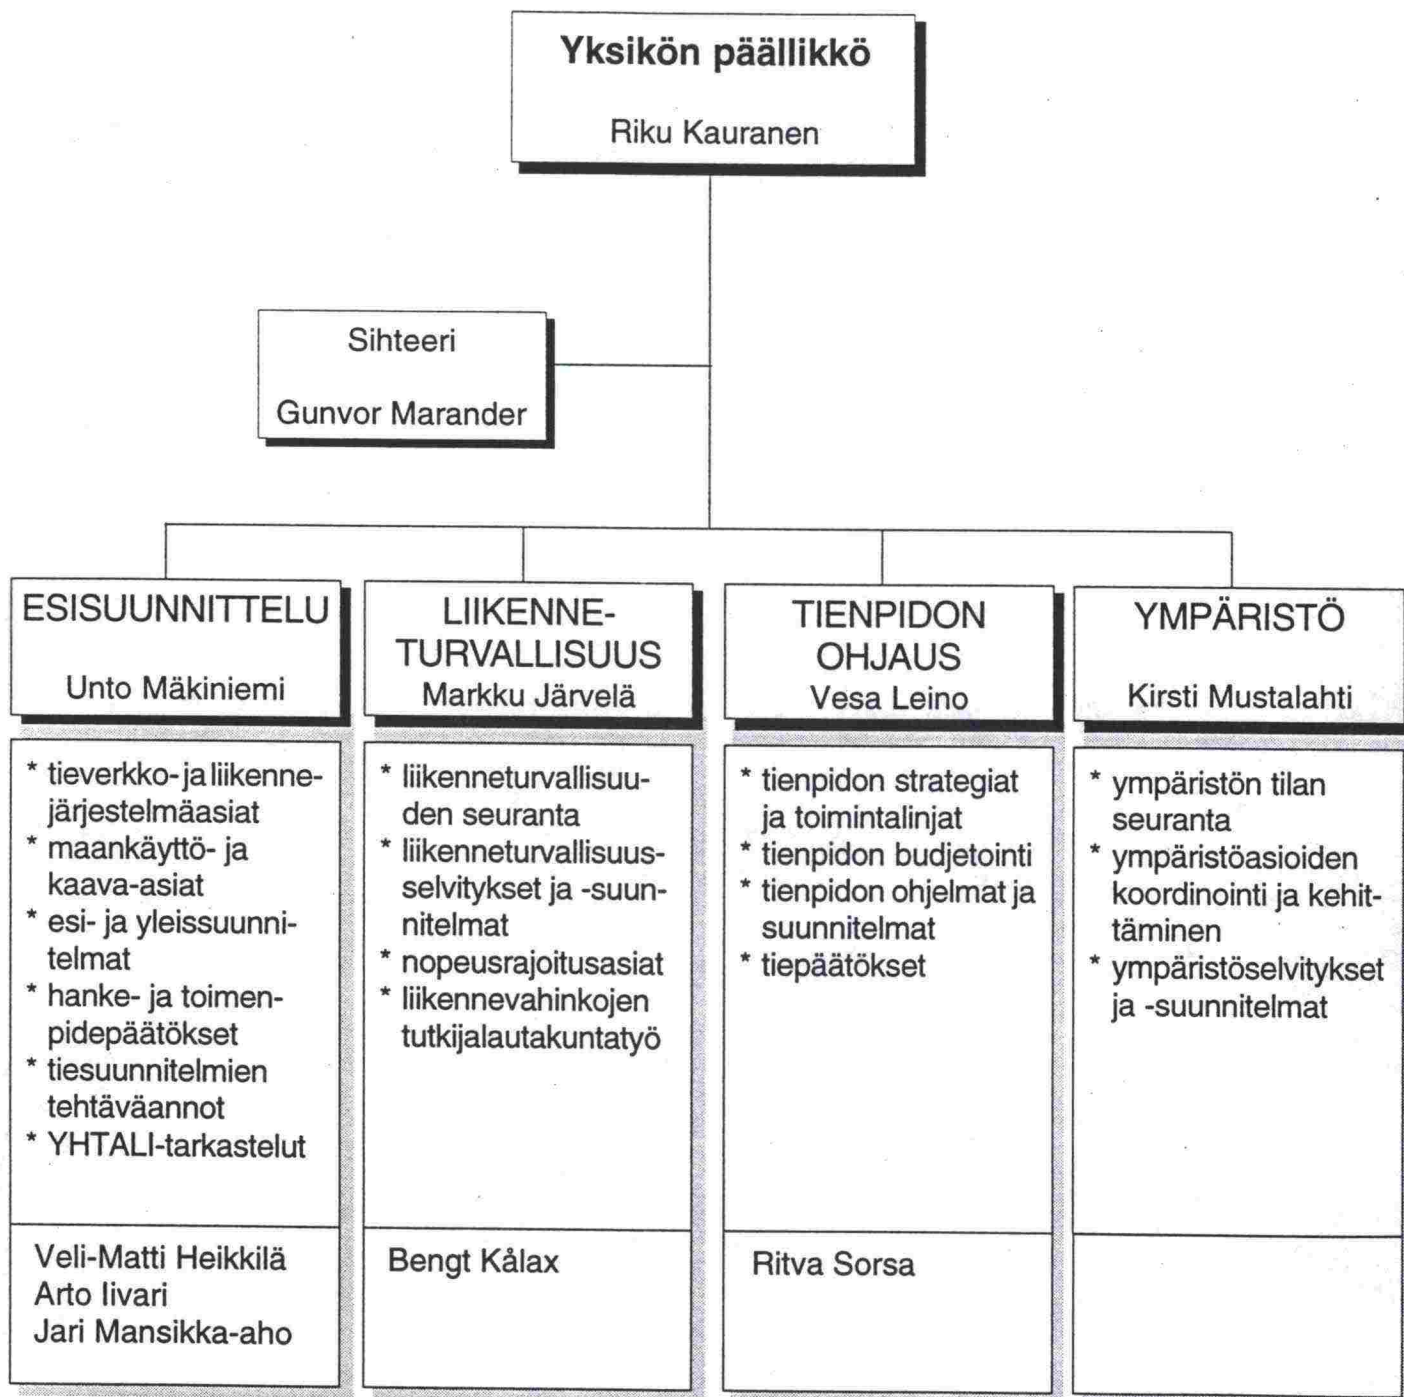 Yksikön päällikkö
Riku Kauranen
Sihteeri
Gunvor Marander
ESISUUNNITTELU
Unto Mäkiniemi
* tieverkko- ja liikenne-
järjestelmäasiat
* maankäyttö- ja
kaava-asiat
* esi- ja yleissuunni-
telmat
* hanke- ja toimen-
pidepäätökset
* tiesuunnitelmien
tehtäväannot
* YHTALI-tarkastelut
Veli-Matti Heikkilä
Arto Iivari
Jari Mansikka-aho
LIIKENNE-
TURVALLISUUS
Markku Järvelä
* liikenneturvallisuu-
den seuranta
* liikenneturvallisuus-
selvitykset ja -suun-
nitelmat
* nopeusrajoitusasiat
* liikennevahinkojen
tutkijalautakuntatyö
Bengt Kålax
TIENPIDON
OHJAUS
Vesa Leino
* tienpidon strategiat
ja toimintalinjat
* tienpidon budjetointi
* tienpidon ohjelmat ja
suunnitelmat
* tiepäätökset
Ritva Sorsa
YMPÄRISTÖ
Kirsti Mustalahti
* ympäristön tilan
seuranta
* ympäristöasioiden
koordinointi ja kehit-
täminen
* ympäristöselvitykset
ja -suunnitelmat